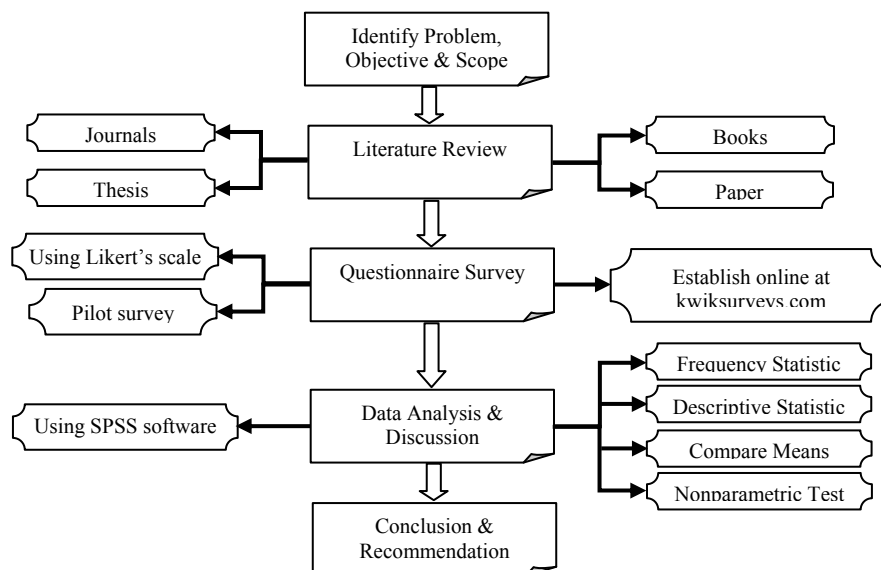 Identify Problem,
Objective & Scope
Journals
Thesis
Literature Review
Books
Paper
Using Likert's scale
Pilot survey
Questionnaire Survey
Establish online at
kwiksurveys.com
Using SPSS software
Data Analysis &
Discussion
Frequency Statistic
Descriptive Statistic
Compare Means
Nonparametric Test
Conclusion &
Recommendation